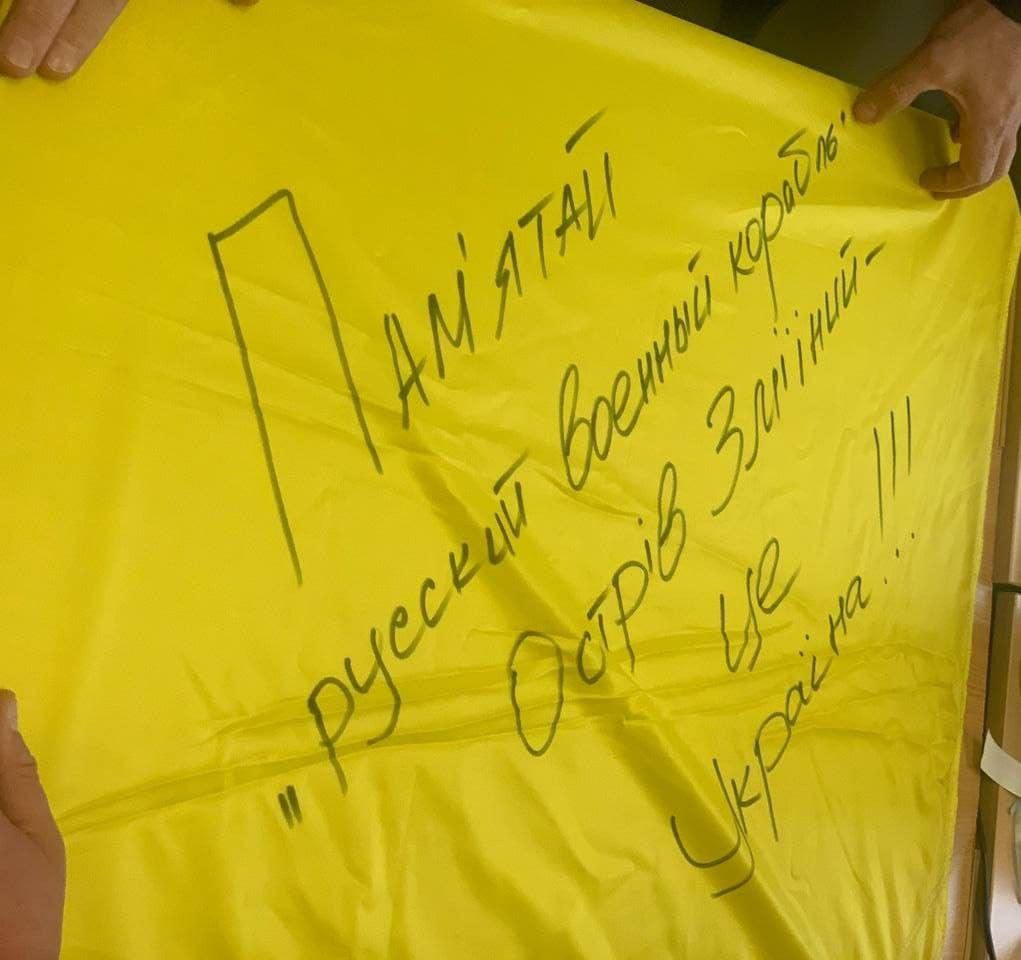 ПАМ'ЯТАЙ
"русский военный корабль"
Острів Зміїний-
це
Україна!!!